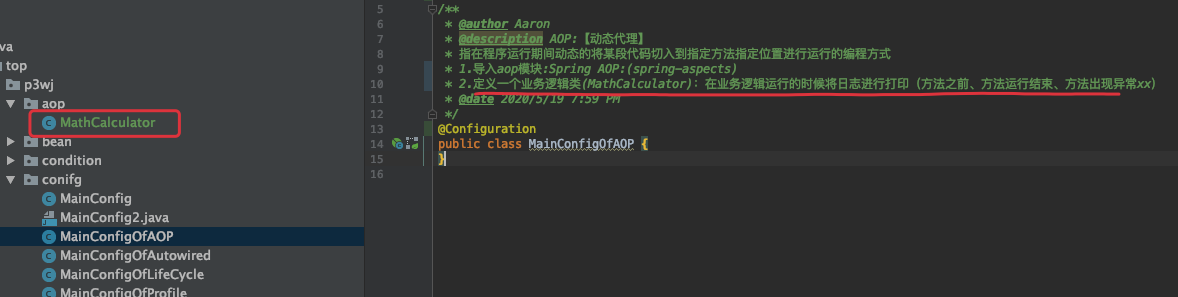 va
top
p3wj
aop
MathCalculator
bean
condition
conifg
MainConfig
MainConfig2.java
MainConfigOfAOP
MainConfigOfAutowired
MainConfigOfLifeCycle
MainConfigOfProfile
5 /**
6 * @author Aaron
7 * @description AOP:【动态代理】
8 * 指在程序运行期间动态的将某段代码切入到指定方法指定位置进行运行的编程方式
9 * 1.导入aop模块:Spring AOP:(spring-aspects)
10 * 2.定义一个业务逻辑类(MathCalculator): 在业务逻辑运行的时候将日志进行打印（方法之前、方法运行结束、方法出现异常xx)
11 * @date 2020/5/19 7:59 PM
12 */
13 @Configuration
14 public class MainConfigOfAOP {
15 }
16